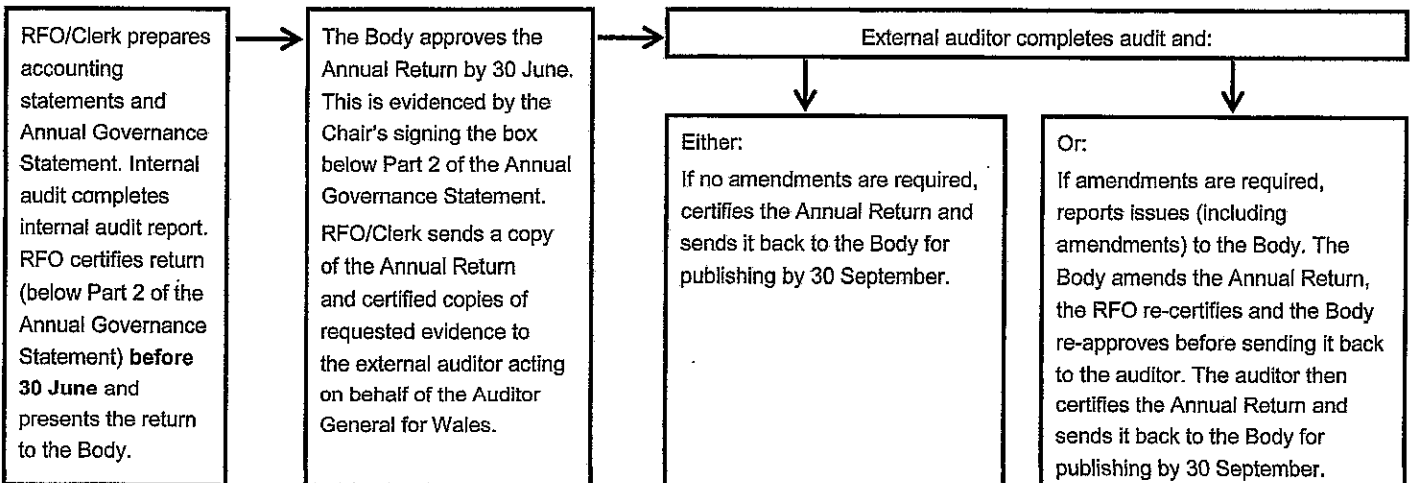 RFO/Clerk prepares
accounting
statements and
Annual Governance
Statement. Internal
audit completes
internal audit report.
RFO certifies return
(below Part 2 of the
Annual Governance
Statement) before
30 June and
presents the return
to the Body.
The Body approves the
Annual Return by 30 June.
This is evidenced by the
Chair's signing the box
below Part 2 of the Annual
Governance Statement.
RFO/Clerk sends a copy
of the Annual Return
and certified copies of
requested evidence to
the external auditor acting
on behalf of the Auditor
General for Wales.
External auditor completes audit and:
Either:
If no amendments are required,
certifies the Annual Return and
sends it back to the Body for
publishing by 30 September.
Or:
If amendments are required,
reports issues (including
amendments) to the Body. The
Body amends the Annual Return,
the RFO re-certifies and the Body
re-approves before sending it back
to the auditor. The auditor then
certifies the Annual Return and
sends it back to the Body for
publishing by 30 September.